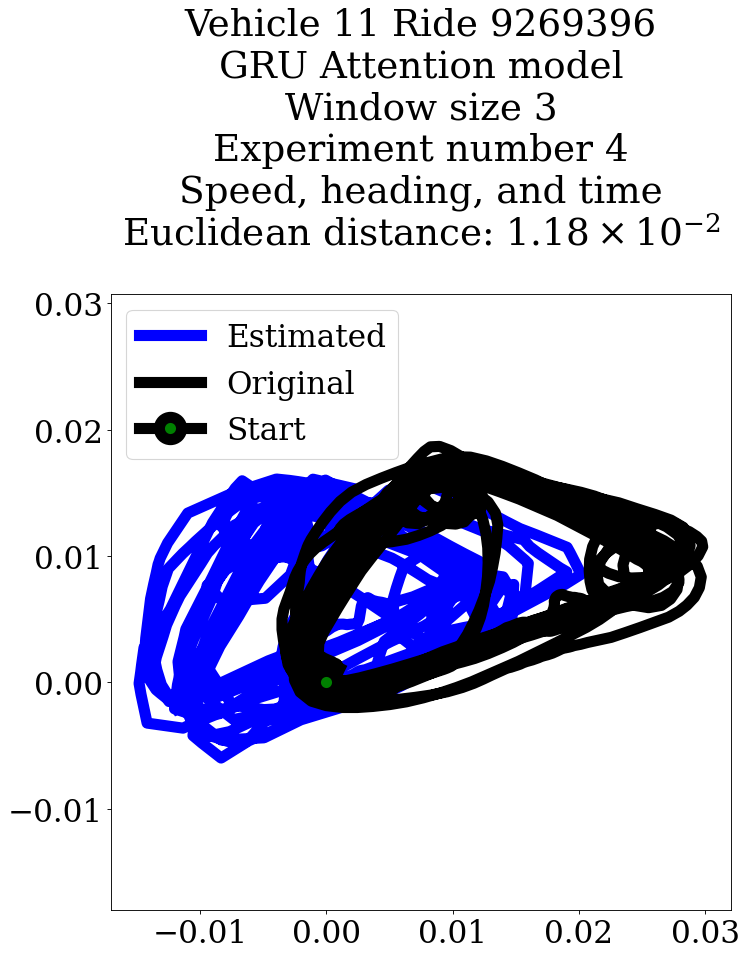 Vehicle 11 Ride 9269396
GRU Attention model
Window size 3
Experiment number 4
Speed, heading, and time
Euclidean distance: 1.18 × 10⁻²
0.03
Estimated
Original
0.02
Start
0.01
0.00
−0.01
−0.01 0.00 0.01 0.02 0.03